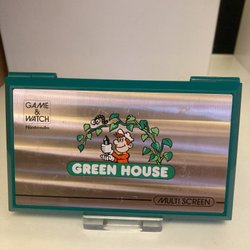 GAME
&
WATCH
Nintendo
GREEN HOUSE
MULTI SCREEN